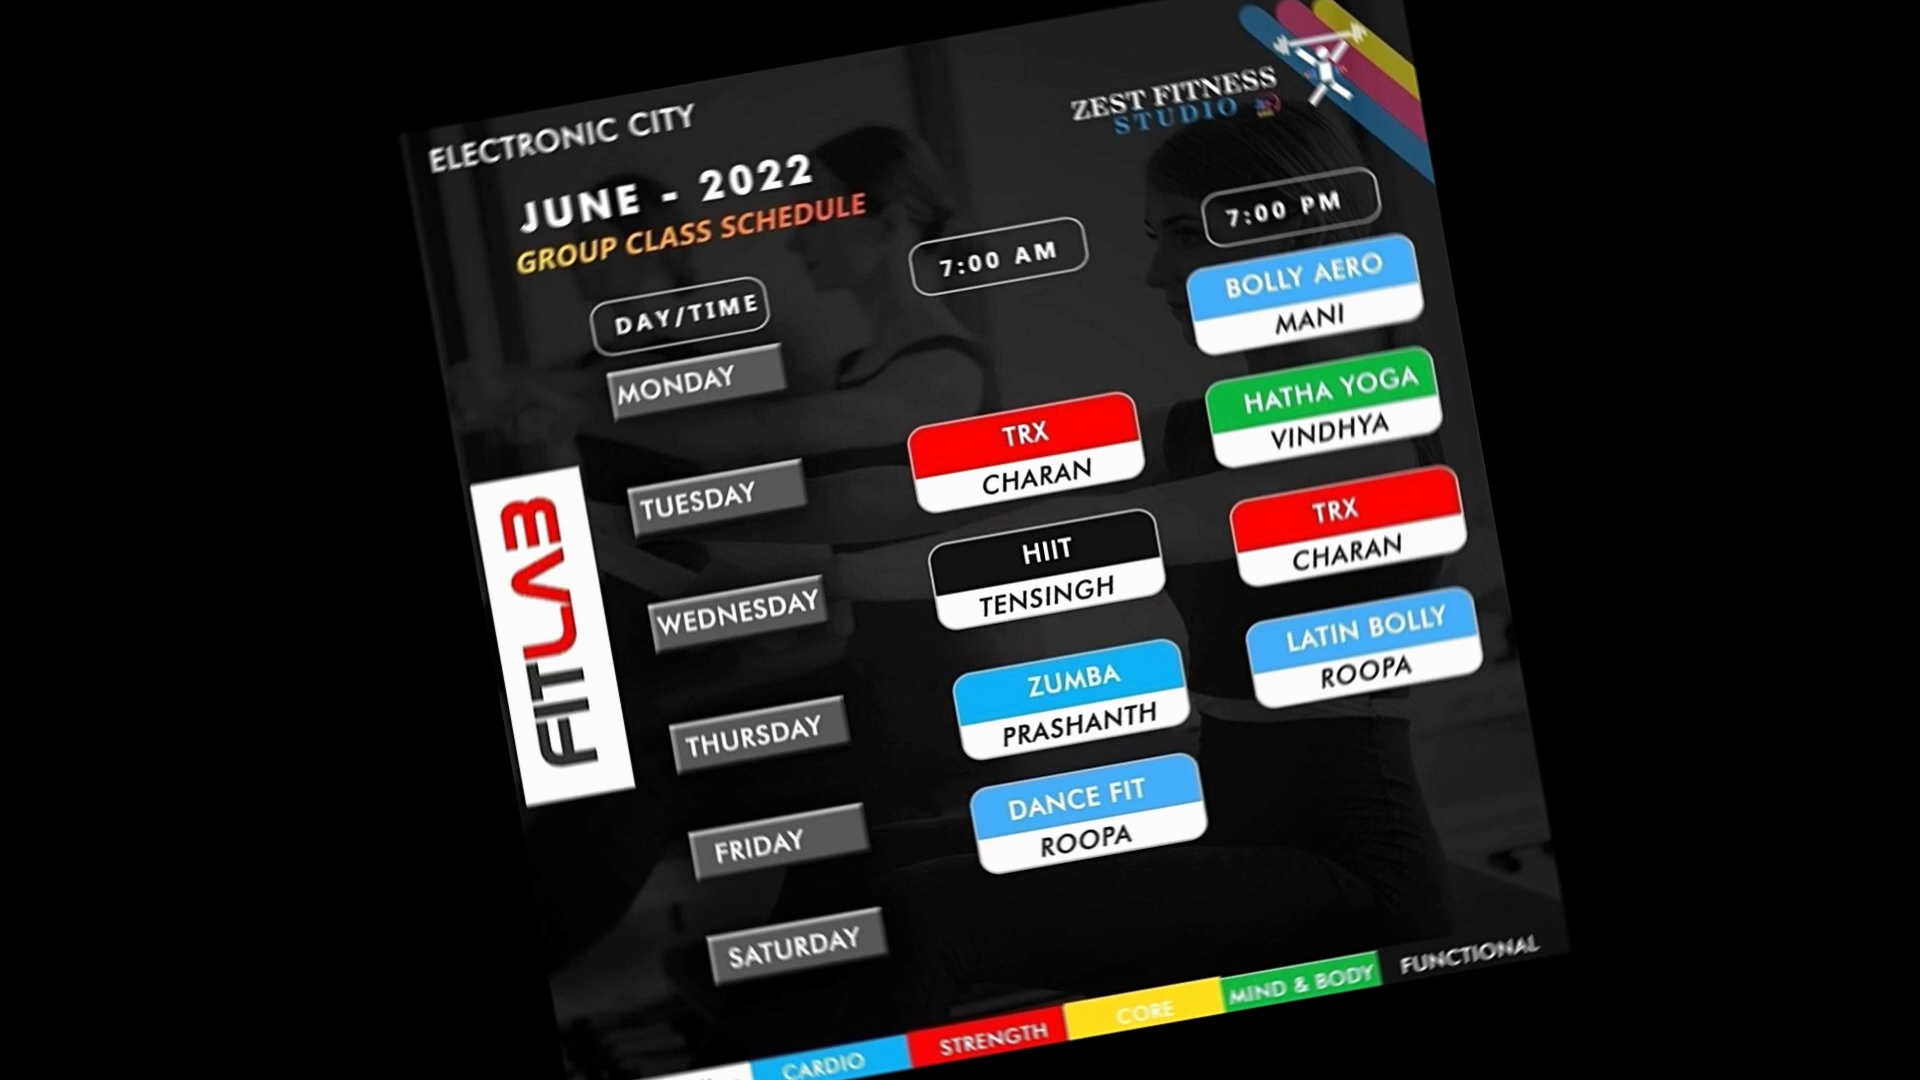 ELECTRONIC CITY
ZEST FITNESS
STUDIO
JUNE - 2022
GROUP CLASS SCHEDULE
DAY/TIME
7:00 AM
7:00 PM
MONDAY
BOLLY AERO
MANI
TUESDAY
TRX
CHARAN
HATHA YOGA
VINDHYA
WEDNESDAY
HIIT
TENSINGH
TRX
CHARAN
THURSDAY
ZUMBA
PRASHANTH
LATIN BOLLY
ROOPA
FRIDAY
DANCE FIT
ROOPA
SATURDAY
FITLAB
CARDIO
STRENGTH
CORE
MIND & BODY
FUNCTIONAL